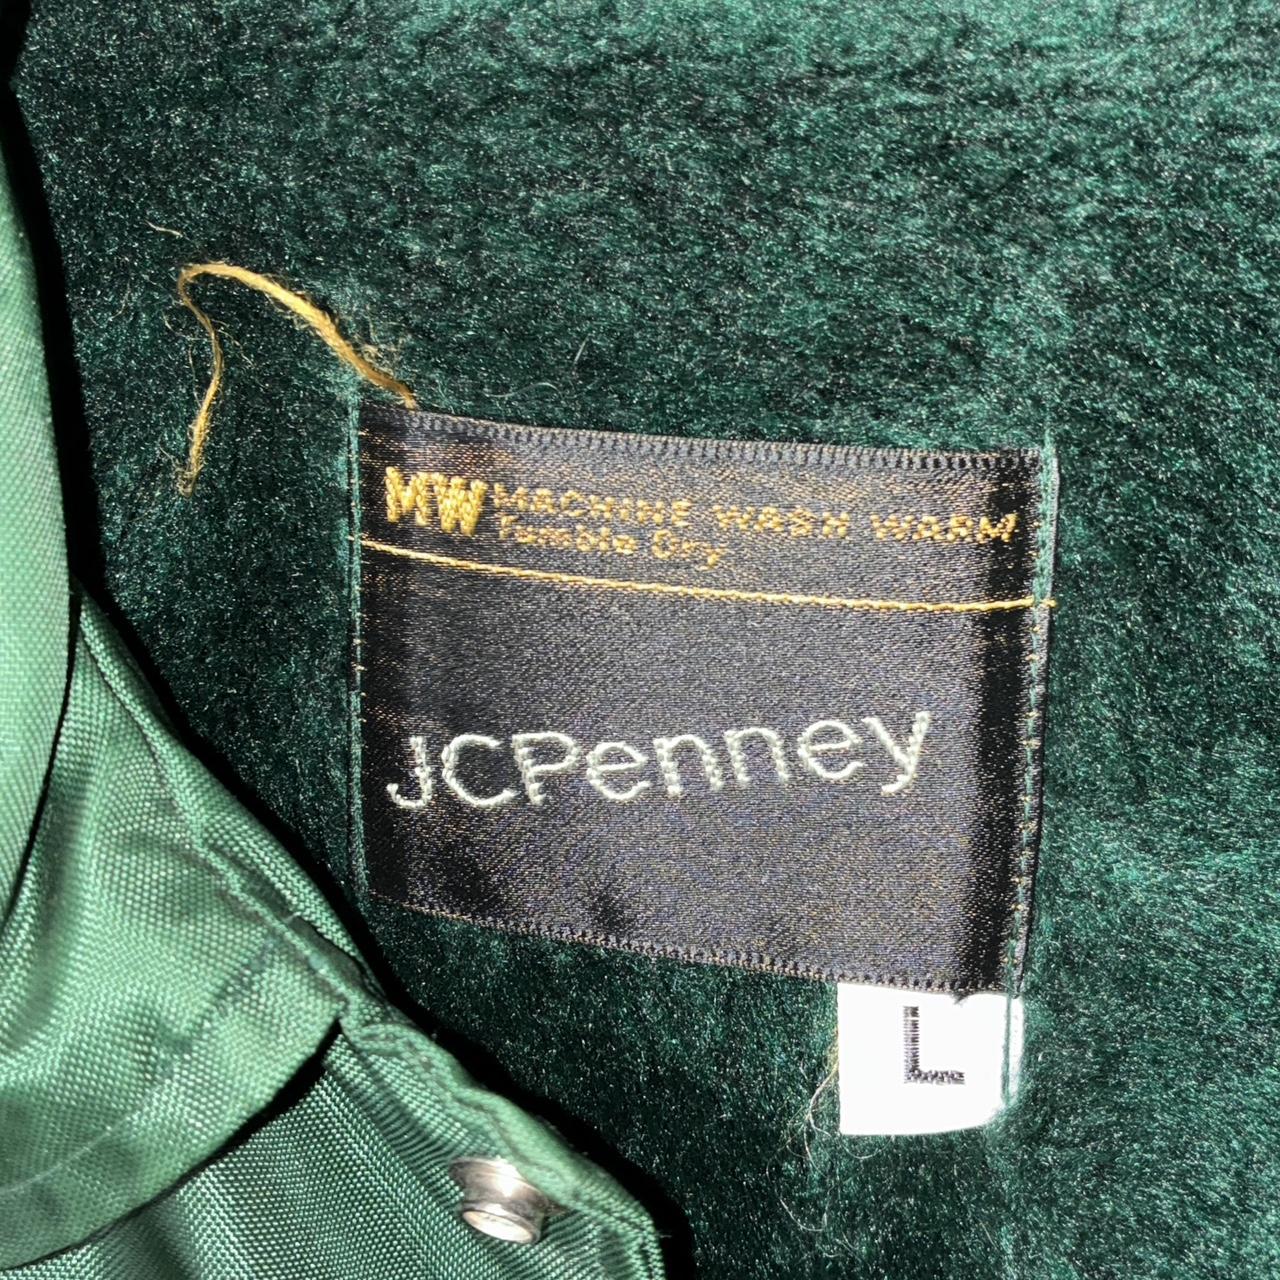 MW MACHINE WASH WARM
Tumble Dry
JCPenney
L